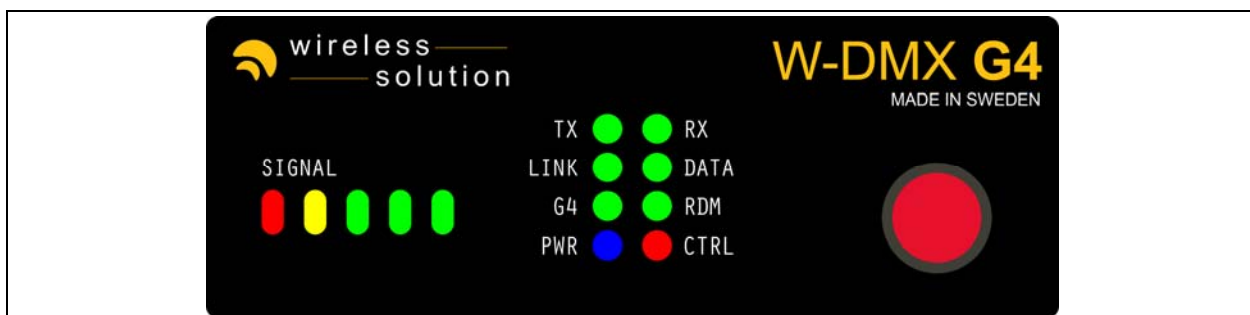 wireless
solution
W-DMX G4
MADE IN SWEDEN
TX RX
SIGNAL
LINK DATA
G4 RDM
PWR CTRL